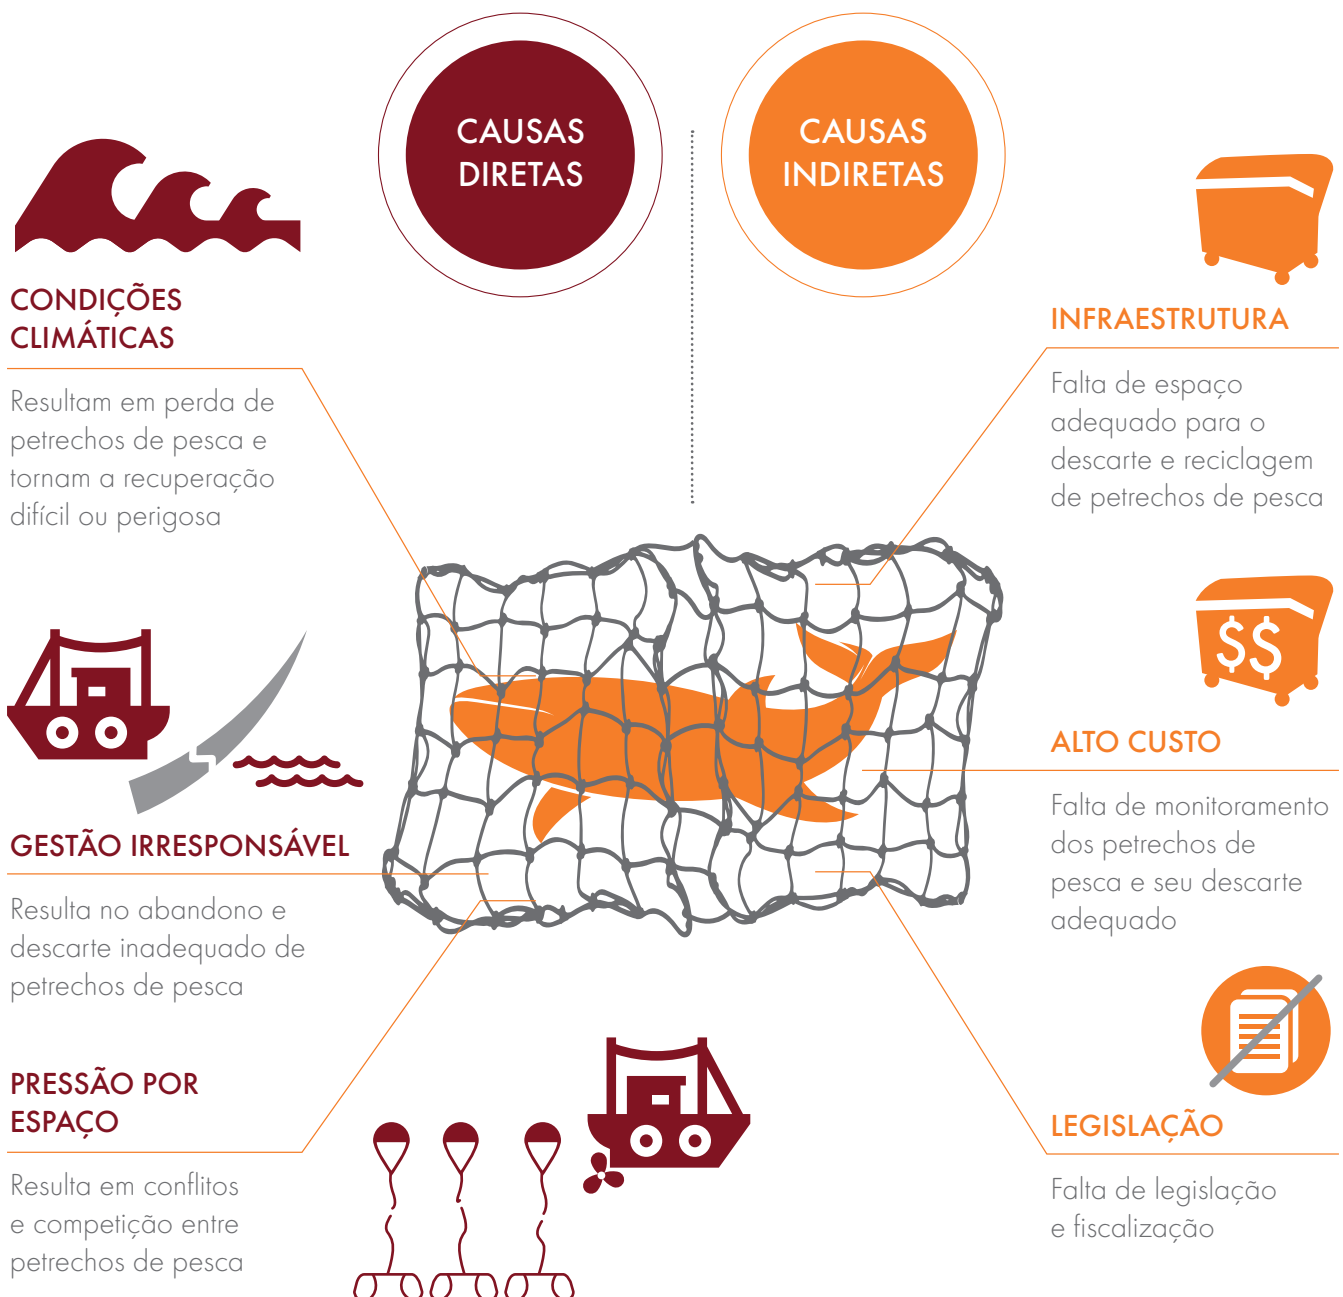 CAUSAS
DIRETAS
CAUSAS
INDIRETAS
CONDIÇÕES
CLIMÁTICAS
Resultam em perda de
petrechos de pesca e
tornam a recuperação
difícil ou perigosa
GESTÃO IRRESPONSÁVEL
Resulta no abandono e
descarte inadequado de
petrechos de pesca
PRESSÃO POR
ESPAÇO
Resulta em conflitos
e competição entre
petrechos de pesca
INFRAESTRUTURA
Falta de espaço
adequado para o
descarte e reciclagem
de petrechos de pesca
$$
ALTO CUSTO
Falta de monitoramento
dos petrechos de
pesca e seu descarte
adequado
LEGISLAÇÃO
Falta de legislação
e fiscalização